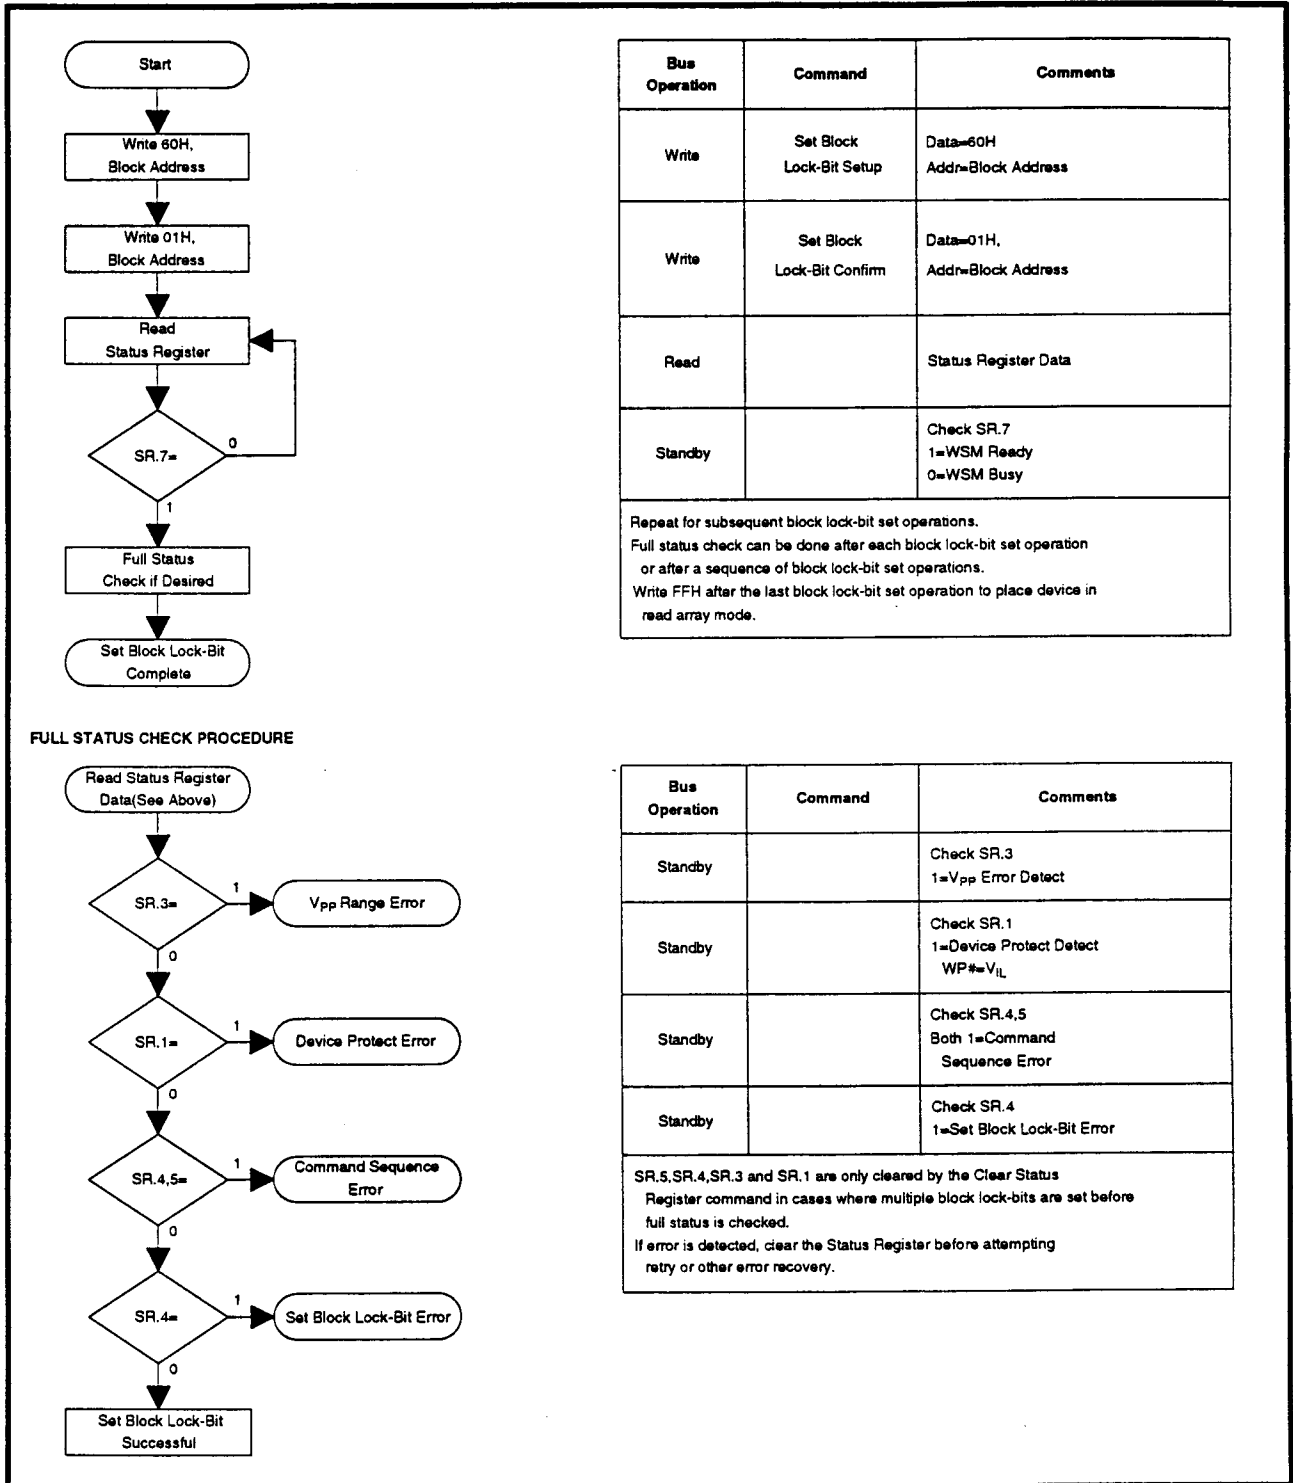 Start
Write 60H,
Block Address
Write 01H,
Block Address
Read
Status Register
SR.7=
0
1
Full Status
Check if Desired
Set Block Lock-Bit
Complete
Bus
Operation
Command
Comments
Write
Set Block
Lock-Bit Setup
Data=60H
Addr=Block Address
Write
Set Block
Lock-Bit Confirm
Data=01H,
Addr=Block Address
Read
Status Register Data
Standby
Check SR.7
1=WSM Ready
0=WSM Busy
Repeat for subsequent block lock-bit set operations.
Full status check can be done after each block lock-bit set operation
or after a sequence of block lock-bit set operations.
Write FFH after the last block lock-bit set operation to place device in
read array mode.
FULL STATUS CHECK PROCEDURE
Read Status Register
Data(See Above)
SR.3=
1
VPP Range Error
0
SR.1=
1
Device Protect Error
0
SR.4,5=
1
Command Sequence
Error
0
SR.4=
1
Set Block Lock-Bit Error
0
Set Block Lock-Bit
Successful
Bus
Operation
Command
Comments
Standby
Check SR.3
1=VPP Error Detect
Standby
Check SR.1
1=Device Protect Detect
WP#=VIL
Standby
Check SR.4,5
Both 1=Command
Sequence Error
Standby
Check SR.4
1=Set Block Lock-Bit Error
SR.5,SR.4,SR.3 and SR.1 are only cleared by the Clear Status
Register command in cases where multiple block lock-bits are set before
full status is checked.
If error is detected, clear the Status Register before attempting
retry or other error recovery.